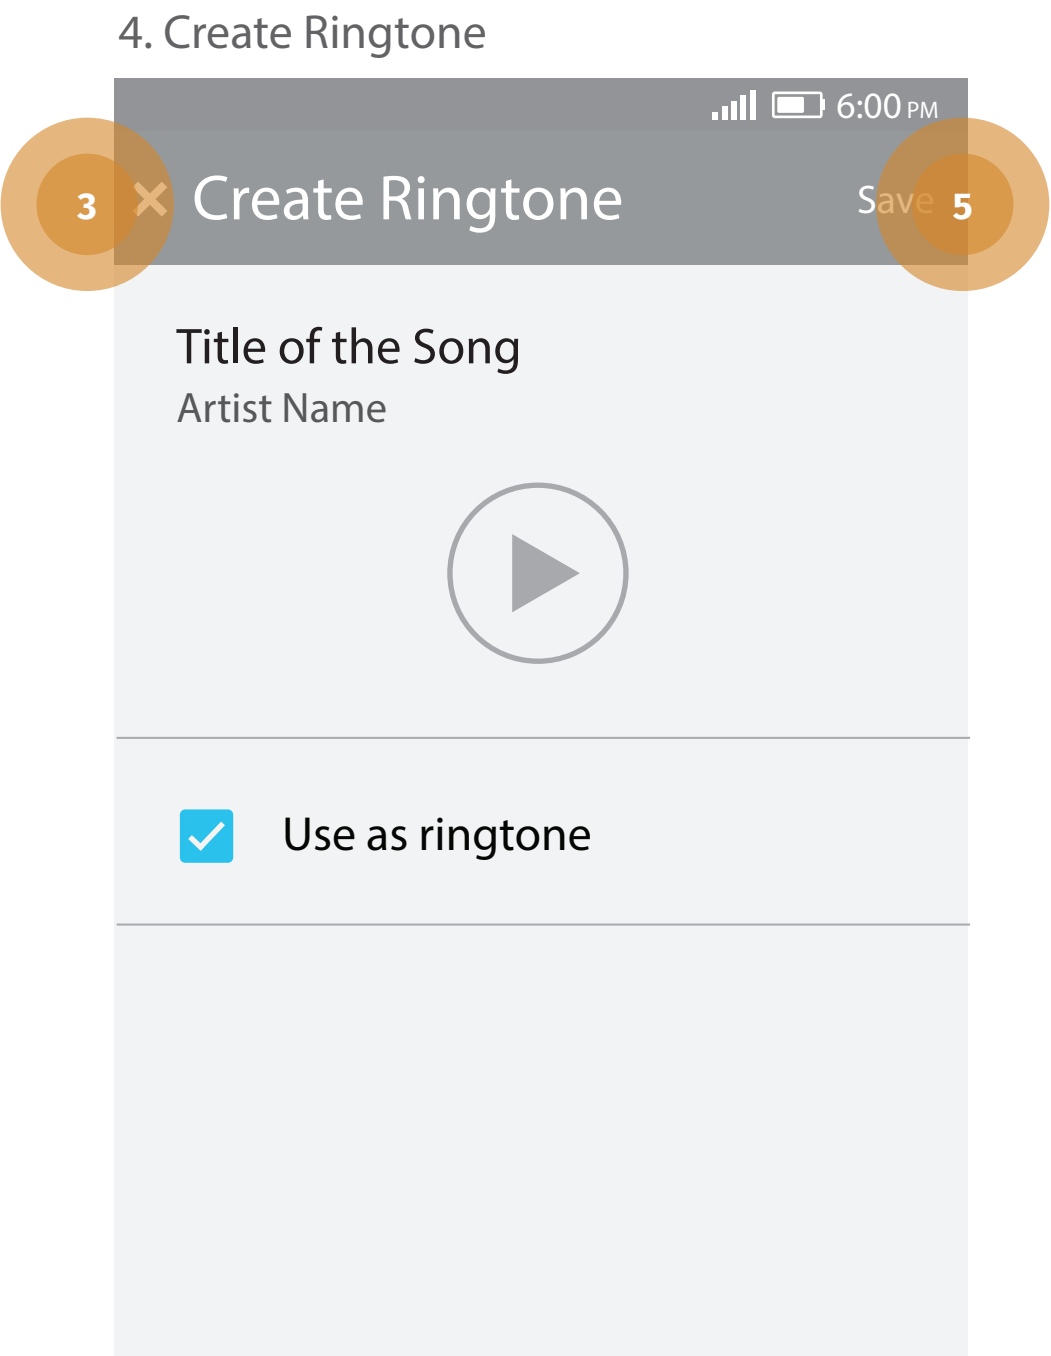 4. Create Ringtone
6:00 PM
3 × Create Ringtone Save 5
Title of the Song
Artist Name
Use as ringtone